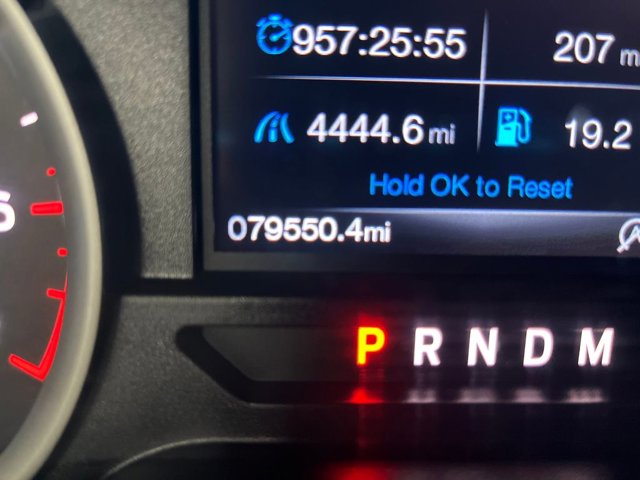 957:25:55 207 m
4444.6 mi 19.2
Hold OK to Reset
079550.4mi
P R N D M